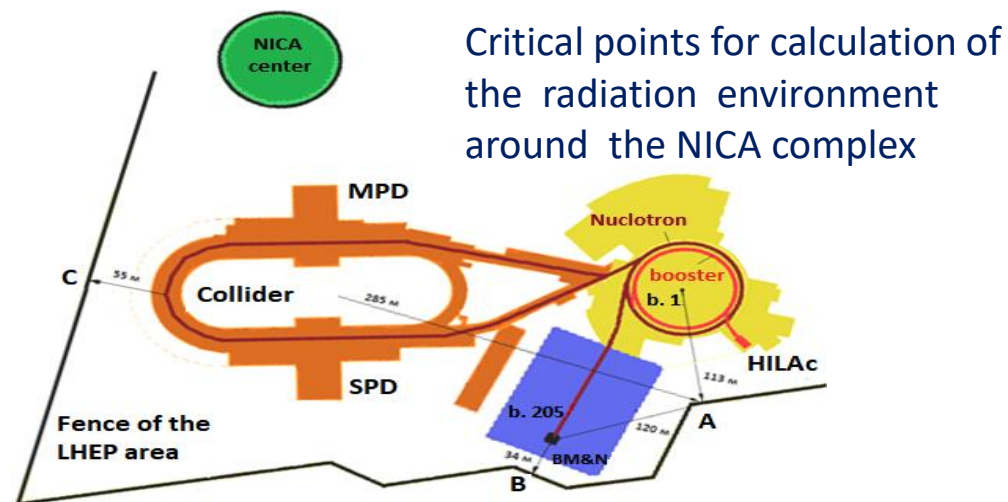 NICA
center
Critical points for calculation of
the radiation environment
around the NICA complex
MPD
Nuclotron
C
55 м
booster
b. 1
Collider
285 м
HILAc
113 м
SPD
A
b. 205
120 м
Fence of the
LHEP area
34 м
BM&N
B